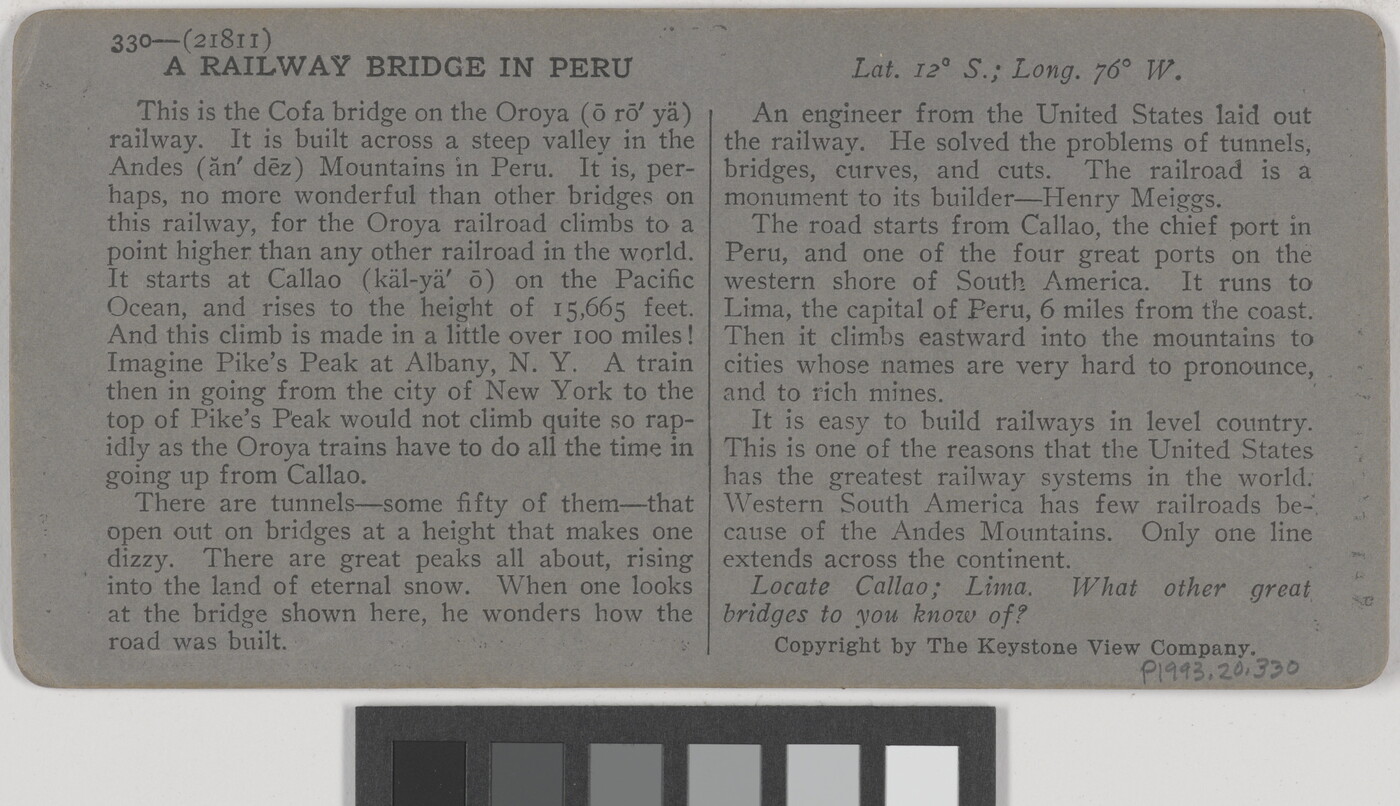 330—(21811)
A RAILWAY BRIDGE IN PERU
This is the Cofa bridge on the Oroya (ō rō′ yä)
railway. It is built across a steep valley in the
Andes (ăn′ dēz) Mountains in Peru. It is, per-
haps, no more wonderful than other bridges on
this railway, for the Oroya railroad climbs to a
point higher than any other railroad in the world.
It starts at Callao (käl-yä′ ō) on the Pacific
Ocean, and rises to the height of 15,665 feet.
And this climb is made in a little over 100 miles!
Imagine Pike's Peak at Albany, N. Y. A train
then in going from the city of New York to the
top of Pike's Peak would not climb quite so rap-
idly as the Oroya trains have to do all the time in
going up from Callao.
There are tunnels—some fifty of them—that
open out on bridges at a height that makes one
dizzy. There are great peaks all about, rising
into the land of eternal snow. When one looks
at the bridge shown here, he wonders how the
road was built.
Lat. 12° S.; Long. 76° W.
An engineer from the United States laid out
the railway. He solved the problems of tunnels,
bridges, curves, and cuts. The railroad is a
monument to its builder—Henry Meiggs.
The road starts from Callao, the chief port in
Peru, and one of the four great ports on the
western shore of South America. It runs to
Lima, the capital of Peru, 6 miles from the coast.
Then it climbs eastward into the mountains to
cities whose names are very hard to pronounce,
and to rich mines.
It is easy to build railways in level country.
This is one of the reasons that the United States
has the greatest railway systems in the world.
Western South America has few railroads be-
cause of the Andes Mountains. Only one line
extends across the continent.
Locate Callao; Lima. What other great
bridges to you know of?
Copyright by The Keystone View Company.
P1993.20.330